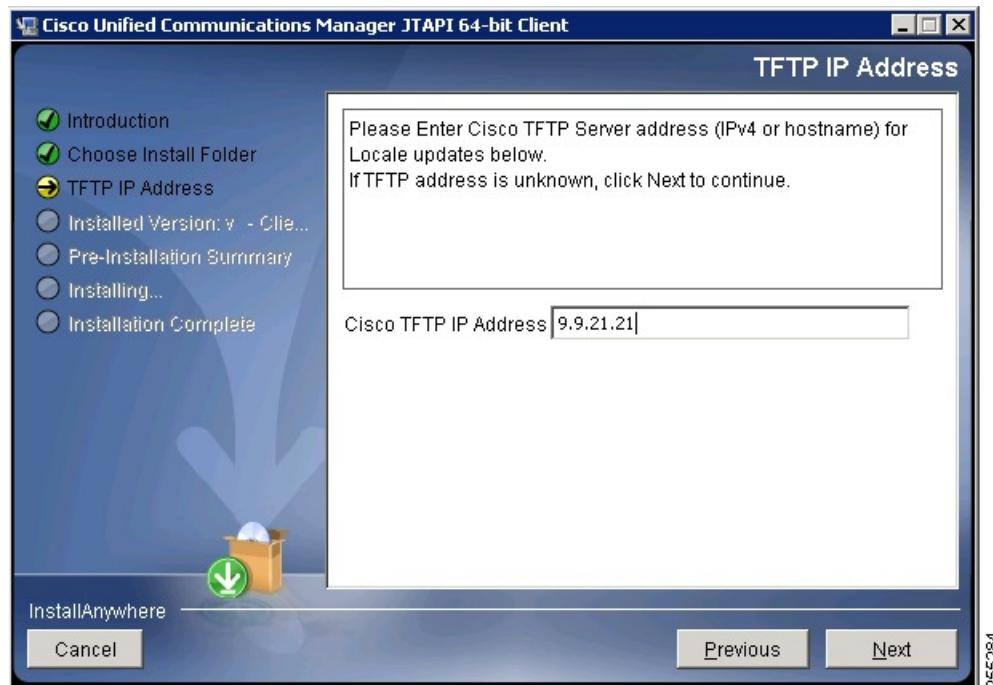 Cisco Unified Communications Manager JTAPI 64-bit Client
TFTP IP Address
Introduction
Choose Install Folder
TFTP IP Address
Installed Version: v - Clie...
Pre-Installation Summary
Installing...
Installation Complete
Please Enter Cisco TFTP Server address (IPv4 or hostname) for
Locale updates below.
If TFTP address is unknown, click Next to continue.
Cisco TFTP IP Address 9.9.21.21
InstallAnywhere
Cancel
Previous
Next